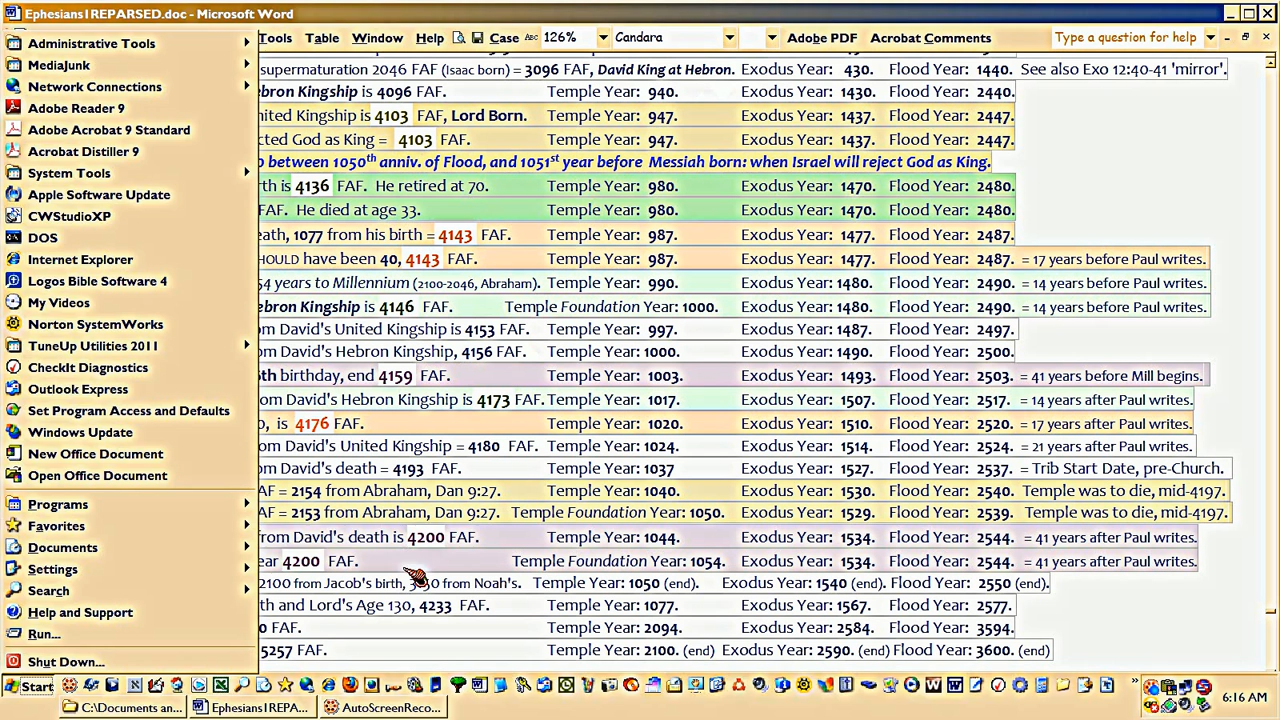 Ephesians1REPARSED.doc - Microsoft Word
Tools Table Window Help Case 126% Candara Adobe PDF Acrobat Comments Type a question for help
supermaturation 2046 FAF (Isaac born) = 3096 FAF, David King at Hebron. Exodus Year: 430. Flood Year: 1440. See also Exo 12:40-41 'mirror'.
ebron Kingship is 4096 FAF. Temple Year: 940. Exodus Year: 1430. Flood Year: 2440.
nited Kingship is 4103 FAF, Lord Born. Temple Year: 947. Exodus Year: 1437. Flood Year: 2447.
cted God as King = 4103 FAF. Temple Year: 947. Exodus Year: 1437. Flood Year: 2447.
0 between 1050th anniv. of Flood, and 1051st year before Messiah born: when Israel will reject God as King.
rth is 4136 FAF. He retired at 70. Temple Year: 980. Exodus Year: 1470. Flood Year: 2480.
FAF. He died at age 33. Temple Year: 980. Exodus Year: 1470. Flood Year: 2480.
eath, 1077 from his birth = 4143 FAF. Temple Year: 987. Exodus Year: 1477. Flood Year: 2487.
HOULD have been 40, 4143 FAF. Temple Year: 987. Exodus Year: 1477. Flood Year: 2487. = 17 years before Paul writes.
54 years to Millennium (2100-2046, Abraham). Temple Year: 990. Exodus Year: 1480. Flood Year: 2490. = 14 years before Paul writes.
ebron Kingship is 4146 FAF. Temple Foundation Year: 1000. Exodus Year: 1480. Flood Year: 2490. = 14 years before Paul writes.
om David's United Kingship is 4153 FAF. Temple Year: 997. Exodus Year: 1487. Flood Year: 2497.
om David's Hebron Kingship, 4156 FAF. Temple Year: 1000. Exodus Year: 1490. Flood Year: 2500.
8th birthday, end 4159 FAF. Temple Year: 1003. Exodus Year: 1493. Flood Year: 2503. = 41 years before Mill begins.
om David's Hebron Kingship is 4173 FAF. Temple Year: 1017. Exodus Year: 1507. Flood Year: 2517. = 14 years after Paul writes.
o, is 4176 FAF. Temple Year: 1020. Exodus Year: 1510. Flood Year: 2520. = 17 years after Paul writes.
om David's United Kingship = 4180 FAF. Temple Year: 1024. Exodus Year: 1514. Flood Year: 2524. = 21 years after Paul writes.
om David's death = 4193 FAF. Temple Year: 1037 Exodus Year: 1527. Flood Year: 2537. = Trib Start Date, pre-Church.
AF = 2154 from Abraham, Dan 9:27. Temple Year: 1040. Exodus Year: 1530. Flood Year: 2540. Temple was to die, mid-4197.
AF = 2153 from Abraham, Dan 9:27. Temple Foundation Year: 1050. Exodus Year: 1529. Flood Year: 2539. Temple was to die, mid-4197.
from David's death is 4200 FAF. Temple Year: 1044. Exodus Year: 1534. Flood Year: 2544. = 41 years after Paul writes.
ear 4200 FAF. Temple Foundation Year: 1054. Exodus Year: 1534. Flood Year: 2544. = 41 years after Paul writes.
2100 from Jacob's birth, from Noah's. Temple Year: 1050 (end). Exodus Year: 1540 (end). Flood Year: 2550 (end).
th and Lord's Age 130, 4233 FAF. Temple Year: 1077. Exodus Year: 1567. Flood Year: 2577.
0 FAF. Temple Year: 2094. Exodus Year: 2584. Flood Year: 3594.
5257 FAF. Temple Year: 2100. (end) Exodus Year: 2590. (end) Flood Year: 3600. (end)
Administrative Tools
MediaJunk
Network Connections
Adobe Reader 9
Adobe Acrobat 9 Standard
Acrobat Distiller 9
System Tools
Apple Software Update
CWStudioXP
DOS
Internet Explorer
Logos Bible Software 4
My Videos
Norton SystemWorks
TuneUp Utilities 2011
CheckIt Diagnostics
Outlook Express
Set Program Access and Defaults
Windows Update
New Office Document
Open Office Document
Programs
Favorites
Documents
Settings
Search
Help and Support
Run...
Shut Down...
Start
6:16 AM
C:\Documents an... Ephesians1REPA... AutoScreenReco...